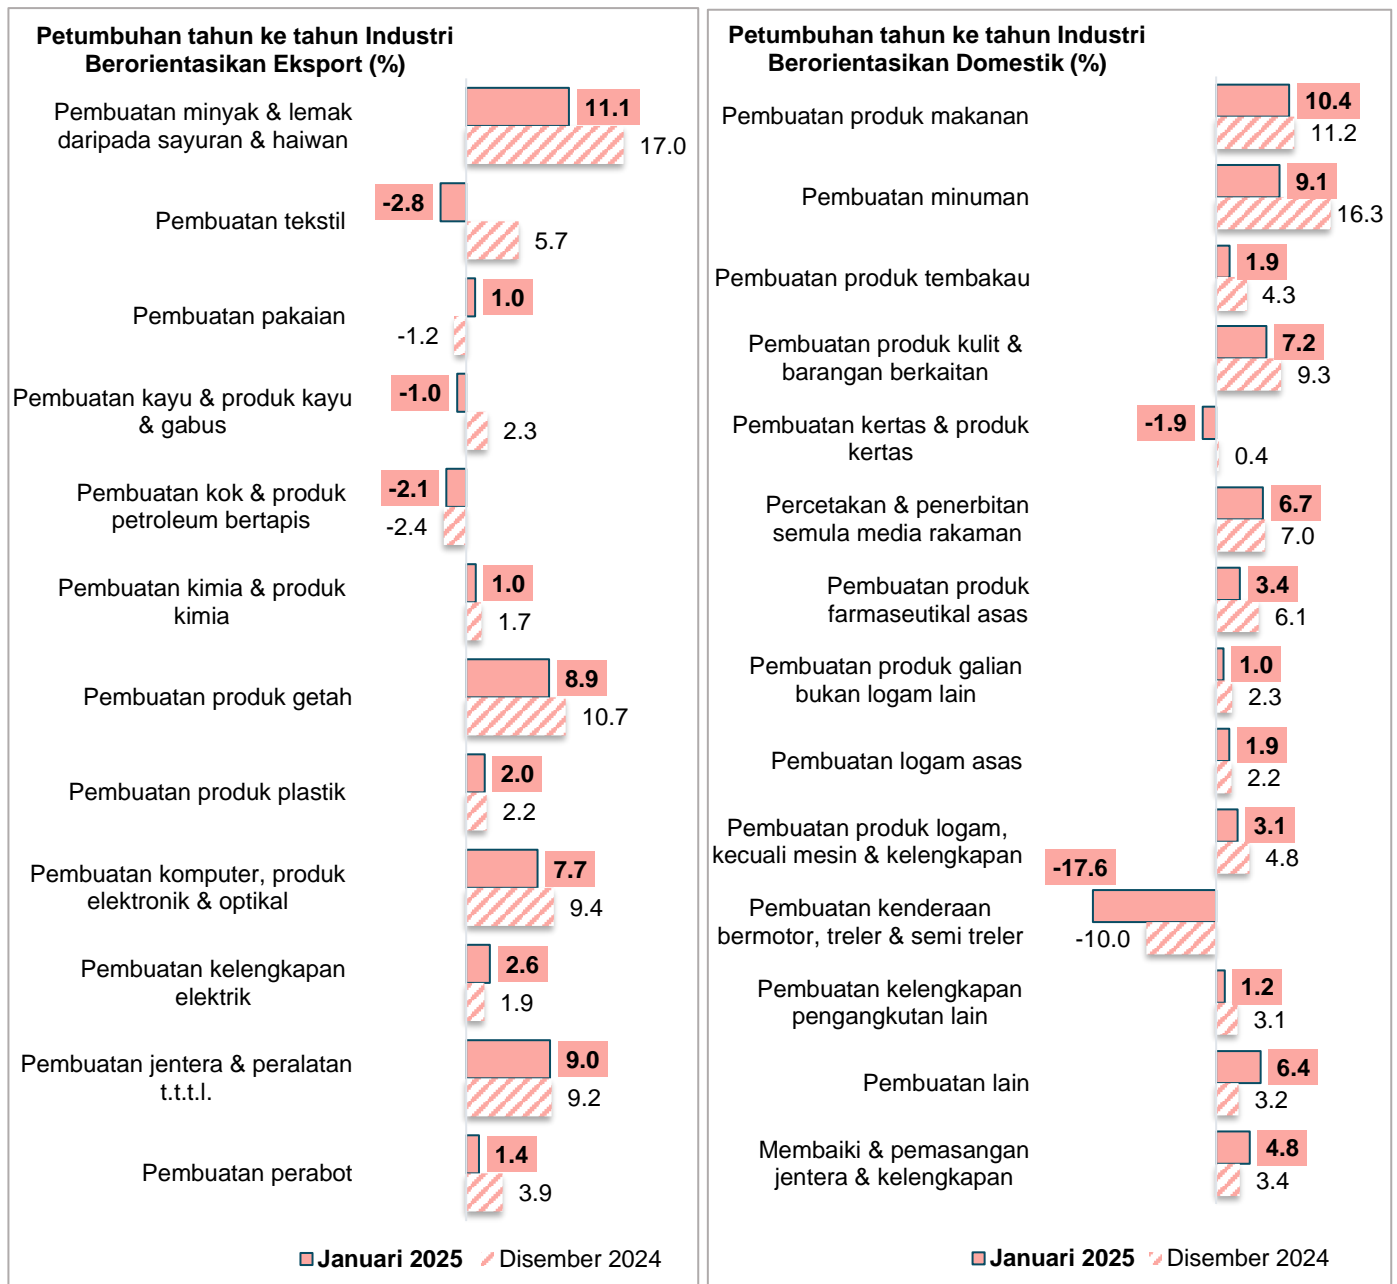 Petumbuhan tahun ke tahun Industri
Berorientasikan Eksport (%)
Pembuatan minyak & lemak
daripada sayuran & haiwan
11.1
17.0
Pembuatan tekstil
-2.8
5.7
Pembuatan pakaian
1.0
-1.2
Pembuatan kayu & produk kayu
& gabus
-1.0
2.3
Pembuatan kok & produk
petroleum bertapis
-2.1
-2.4
Pembuatan kimia & produk
kimia
1.0
1.7
Pembuatan produk getah
8.9
10.7
Pembuatan produk plastik
2.0
2.2
Pembuatan komputer, produk
elektronik & optikal
7.7
9.4
Pembuatan kelengkapan
elektrik
2.6
1.9
Pembuatan jentera & peralatan
t.t.t.l.
9.0
9.2
Pembuatan perabot
1.4
3.9
Januari 2025
Disember 2024
Petumbuhan tahun ke tahun Industri
Berorientasikan Domestik (%)
Pembuatan produk makanan
10.4
11.2
Pembuatan minuman
9.1
16.3
Pembuatan produk tembakau
1.9
4.3
Pembuatan produk kulit &
barangan berkaitan
7.2
9.3
Pembuatan kertas & produk
kertas
-1.9
0.4
Percetakan & penerbitan
semula media rakaman
6.7
7.0
Pembuatan produk
farmaseutikal asas
3.4
6.1
Pembuatan produk galian
bukan logam lain
1.0
2.3
Pembuatan logam asas
1.9
2.2
Pembuatan produk logam,
kecuali mesin & kelengkapan
3.1
4.8
Pembuatan kenderaan
bermotor, treler & semi treler
-17.6
-10.0
Pembuatan kelengkapan
pengangkutan lain
1.2
3.1
Pembuatan lain
6.4
3.2
Membaiki & pemasangan
jentera & kelengkapan
4.8
3.4
Januari 2025
Disember 2024